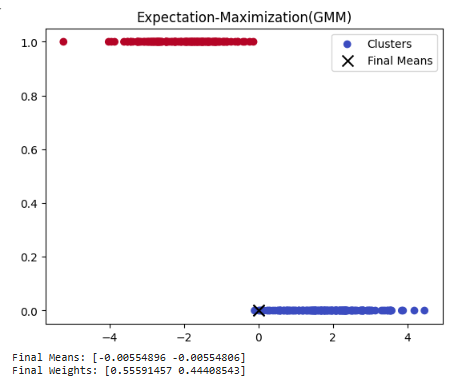 Expectation-Maximization(GMM)
1.0
0.8
0.6
0.4
0.2
0.0
Clusters
Final Means
−4
−2
0
2
4
Final Means: [-0.00554896 -0.00554806]
Final Weights: [0.55591457 0.44408543]